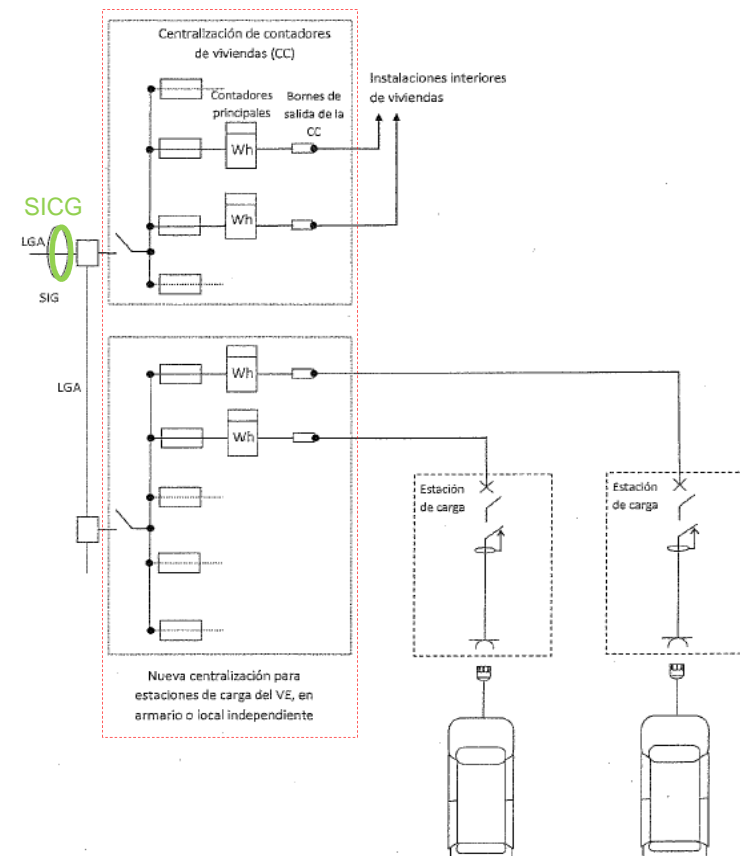 Centralización de contadores
de viviendas (CC)
Contadores
principales
Bornes de
salida de la
CC
Instalaciones interiores
de viviendas
Wh
Wh
SICG
LGA
SIG
LGA
Wh
Wh
Estación
de carga
Estación
de carga
Nueva centralización para
estaciones de carga del VE, en
armario o local independiente